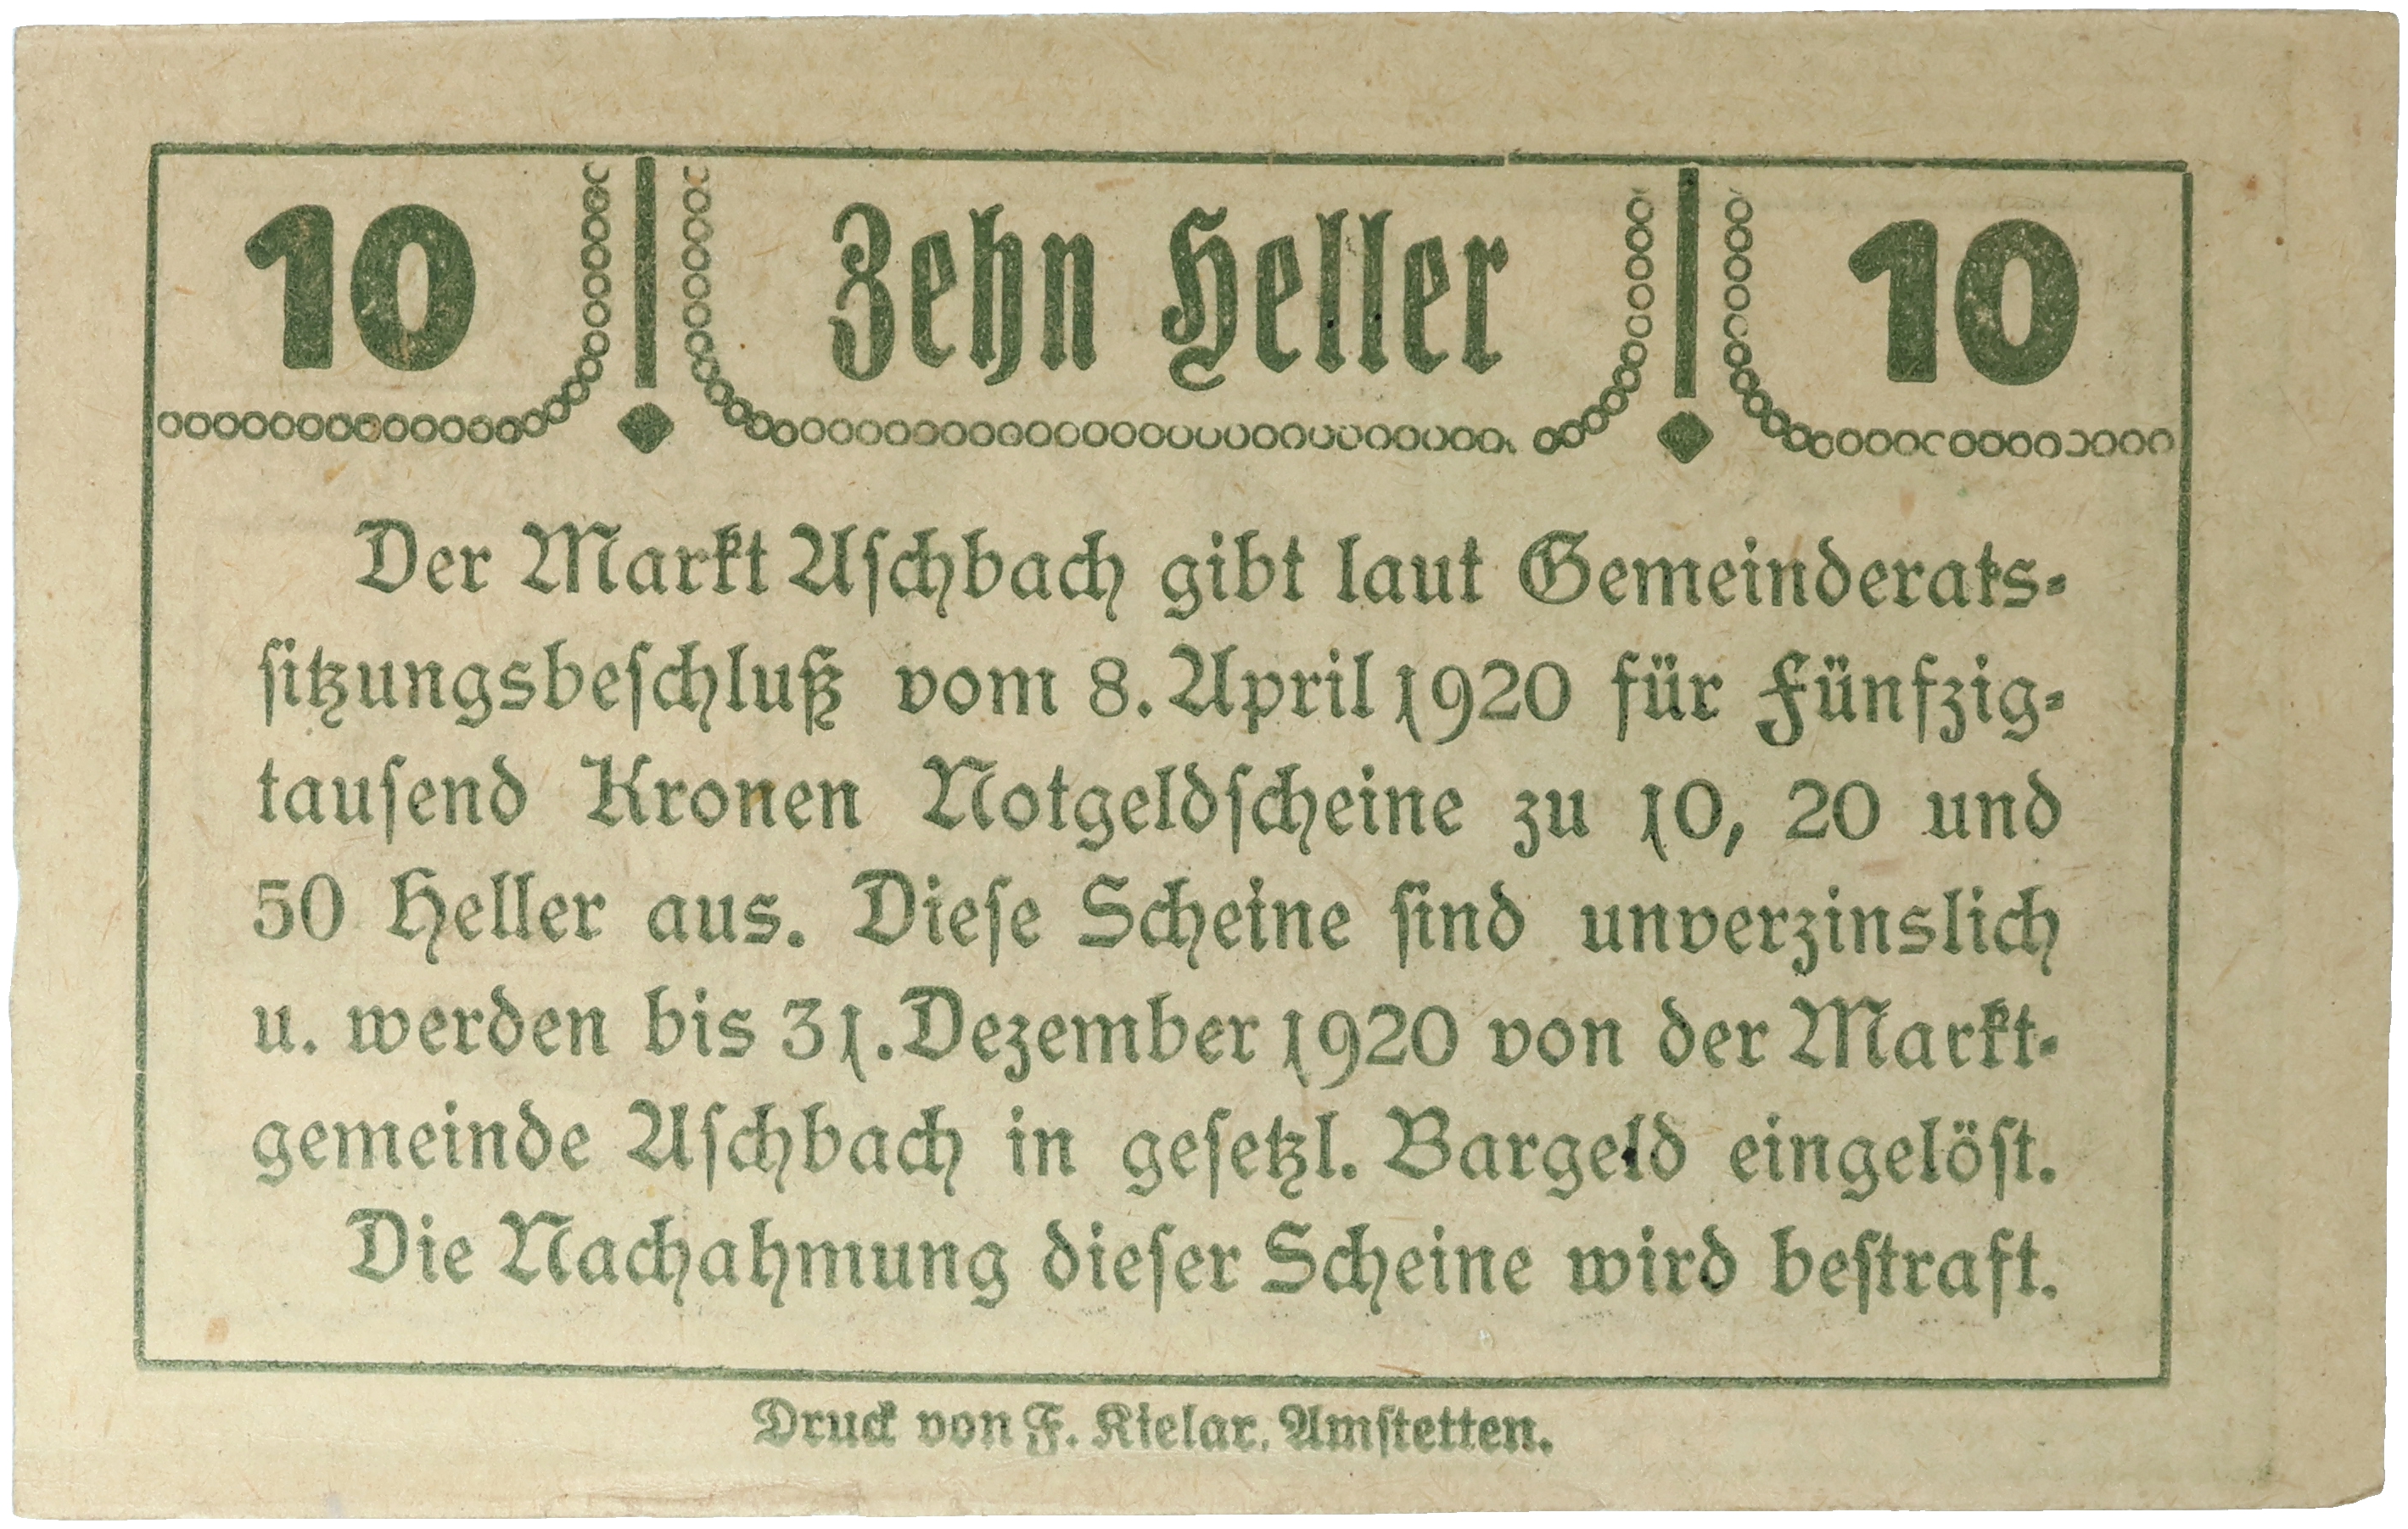 10 Zehn Heller 10
Der Markt Aschbach gibt laut Gemeinderats-
sitzungsbeschluß vom 8. April 1920 für Fünfzig-
tausend Kronen Notgeldscheine zu 10, 20 und
50 Heller aus. Diese Scheine sind unverzinslich
u. werden bis 31. Dezember 1920 von der Markt-
gemeinde Aschbach in gesetzl. Bargeld eingelöst.
Die Nachahmung dieser Scheine wird bestraft.
Druck von F. Kielar, Amstetten.